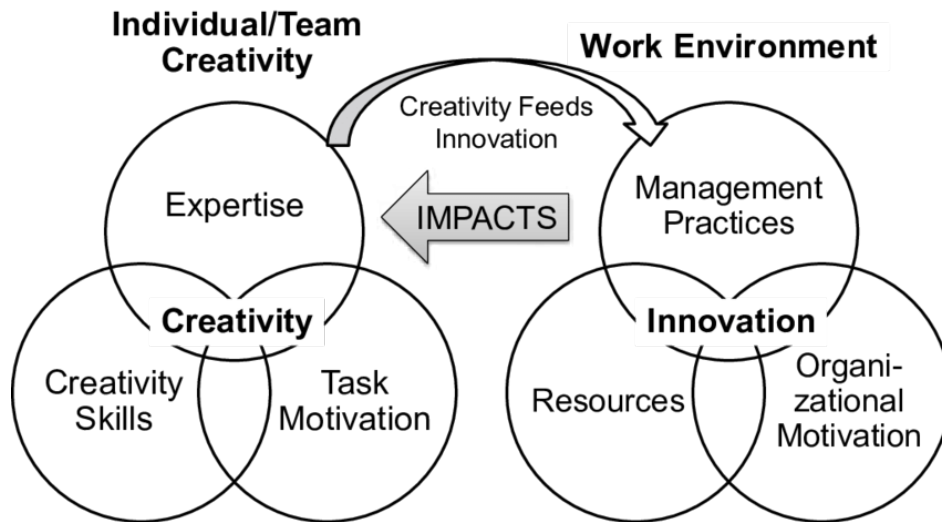 Individual/Team
Creativity
Work Environment
Creativity Feeds
Innovation
Expertise
IMPACTS
Management
Practices
Creativity
Creativity
Skills
Task
Motivation
Innovation
Resources
Organi-
zational
Motivation